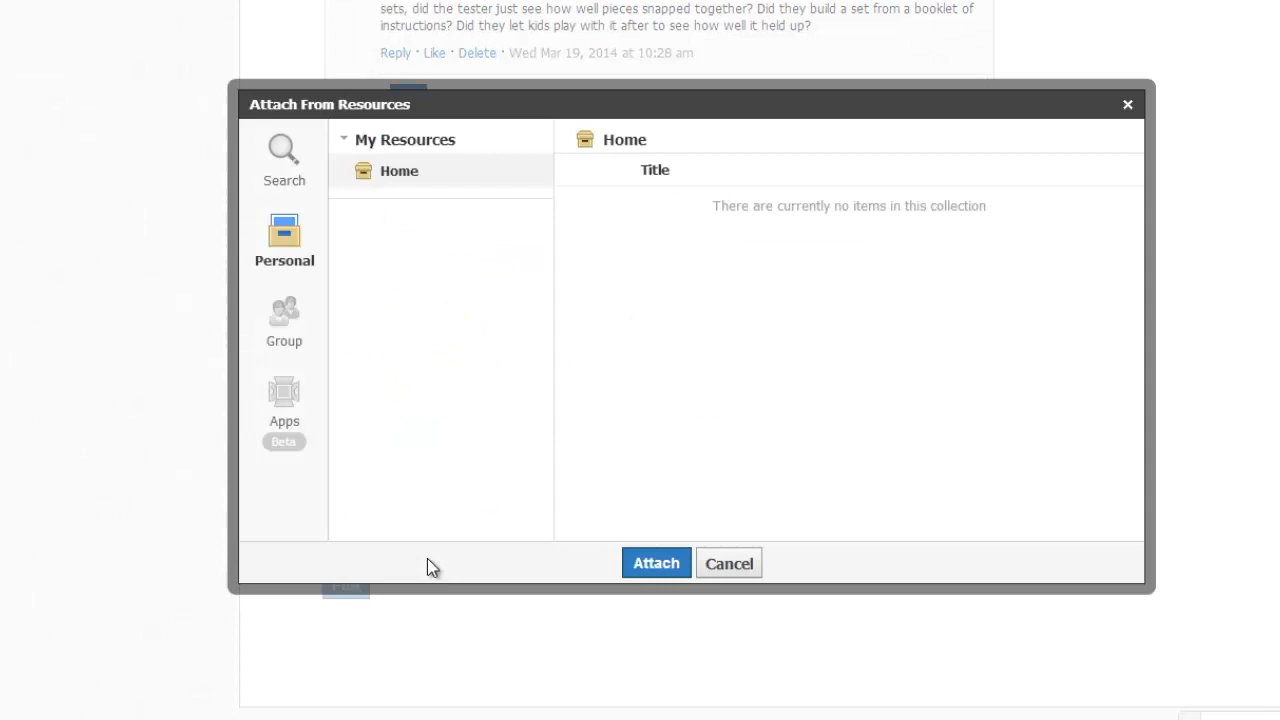 sets, did the tester just see how well pieces snapped together? Did they build a set from a booklet of
instructions? Did they let kids play with it after to see how well it held up?
Reply · Like · Delete · Wed Mar 19, 2014 at 10:28 am
Attach From Resources
×
Search
Personal
Group
Apps
Beta
My Resources
Home
Home
Title
There are currently no items in this collection
Attach
Cancel